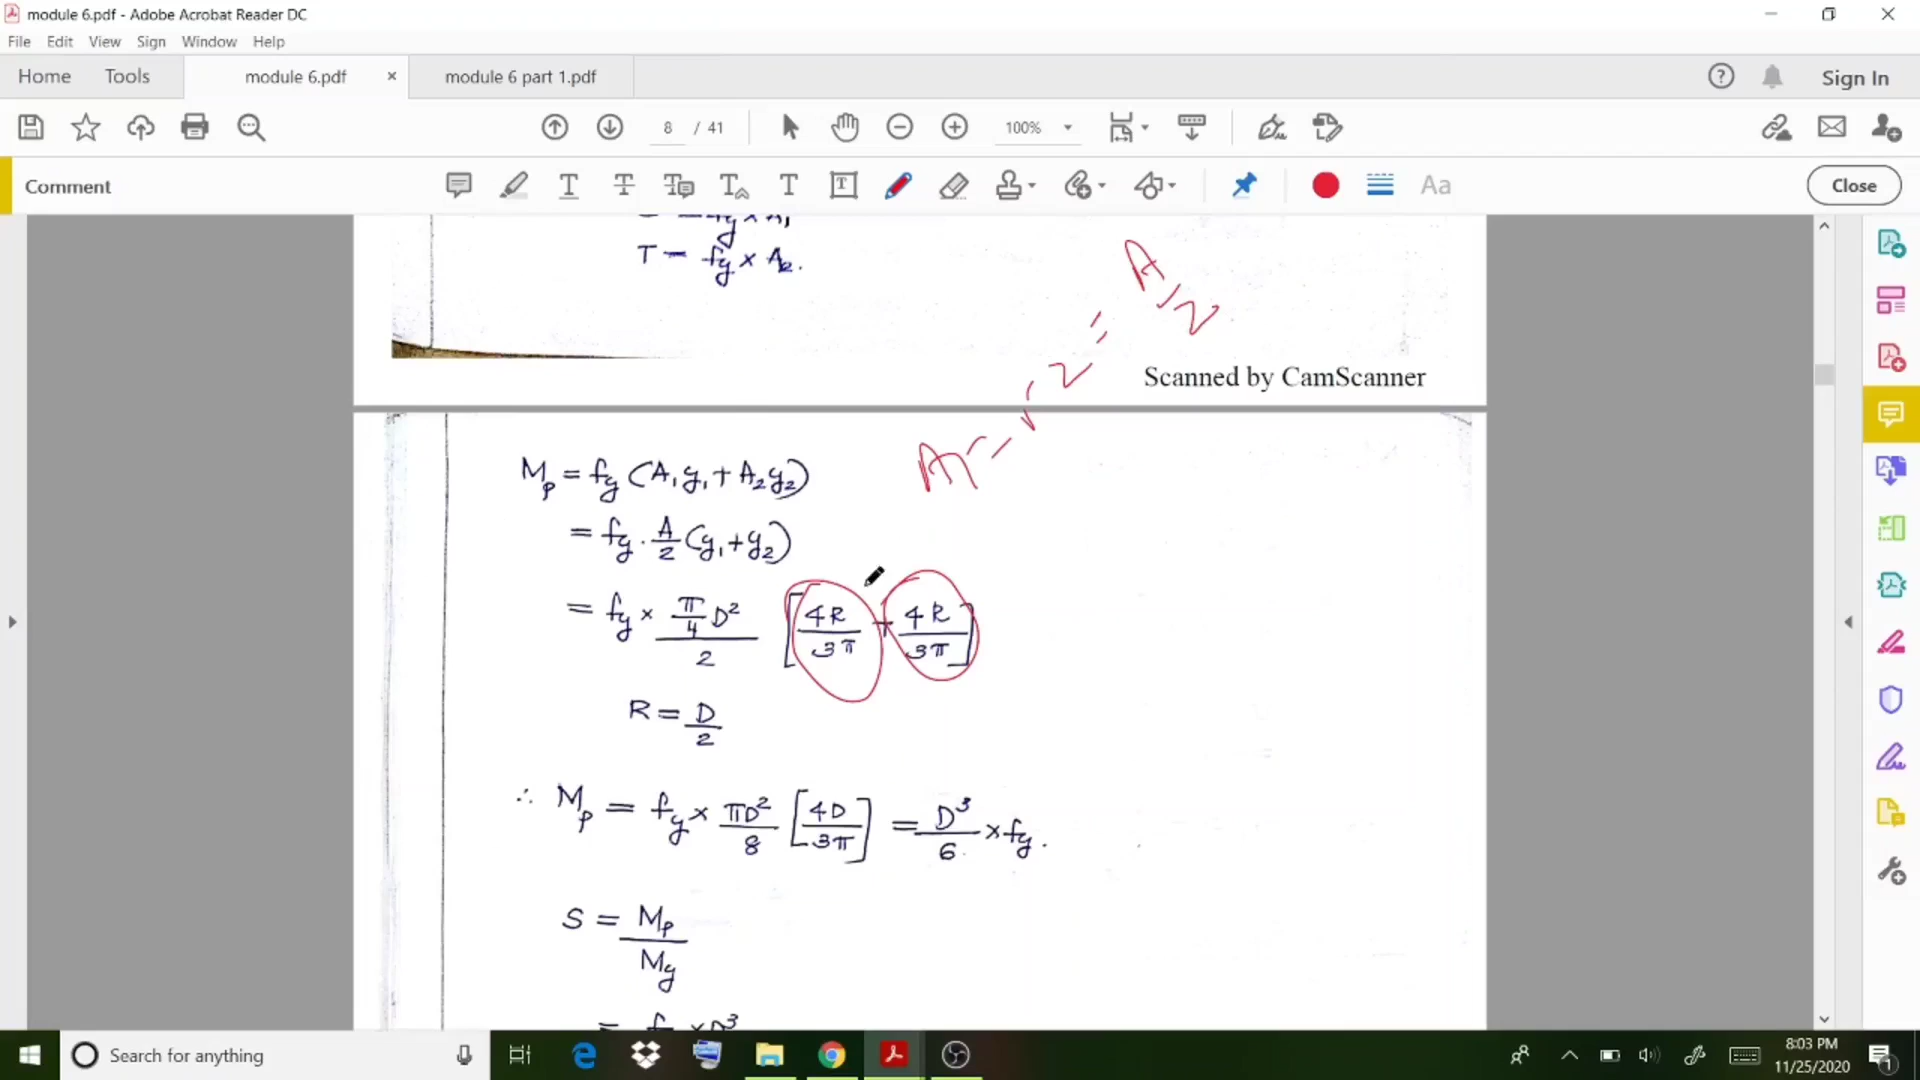 module 6.pdf - Adobe Acrobat Reader DC
File Edit View Sign Window Help
Home Tools module 6.pdf × module 6 part 1.pdf Sign In
8 / 41 100%
Comment Close
T = fy × A2.
A/2
Scanned by CamScanner
Mp = fy (A1y1 + A2y2)
= fy . A/2 (y1 + y2)
= fy × π/4 D² / 2 [4R/3π + 4R/3π]
R = D/2
∴ Mp = fy × πD²/8 [4D/3π] = D³/6 × fy.
S = Mp/My
Search for anything
8:03 PM
11/25/2020